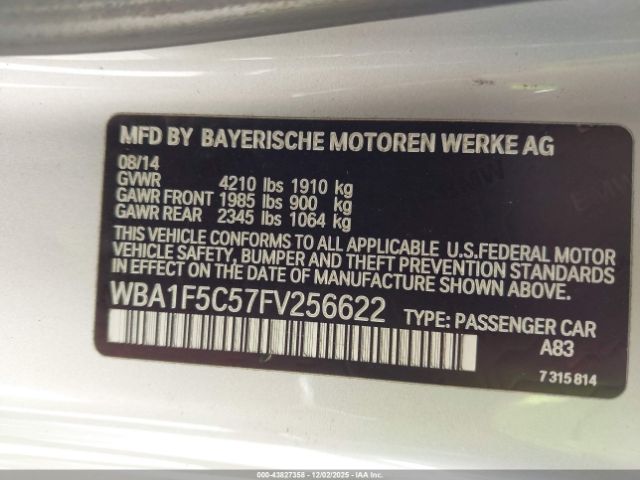 MFD BY BAYERISCHE MOTOREN WERKE AG
08/14
GVWR 4210 lbs 1910 kg
GAWR FRONT 1985 lbs 900 kg
GAWR REAR 2345 lbs 1064 kg
THIS VEHICLE CONFORMS TO ALL APPLICABLE U.S.FEDERAL MOTOR
VEHICLE SAFETY, BUMPER AND THEFT PREVENTION STANDARDS
IN EFFECT ON THE DATE OF MANUFACTURE SHOWN ABOVE.
WBA1F5C57FV256622 TYPE: PASSENGER CAR
A83
7 315 814
000-43827358 - 12/02/2025 - IAA Inc. - Copart